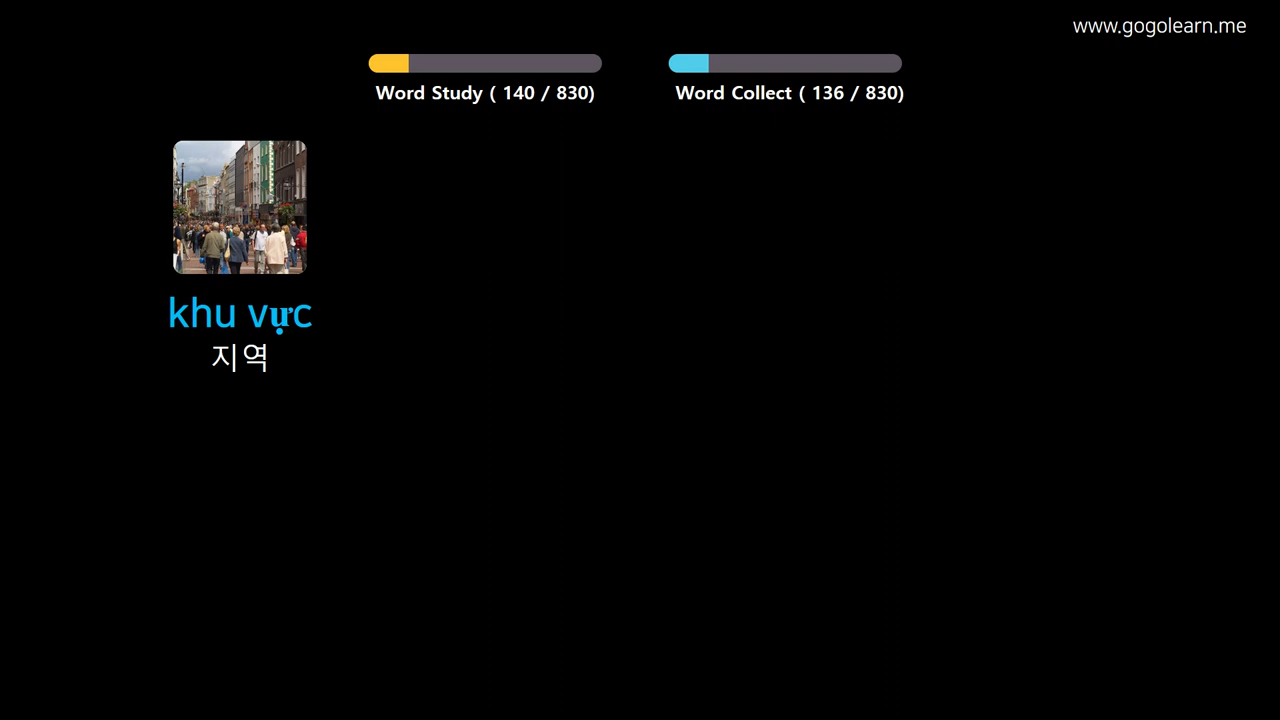 www.gogolearn.me
Word Study ( 140 / 830)
Word Collect ( 136 / 830)
khu vực
지역